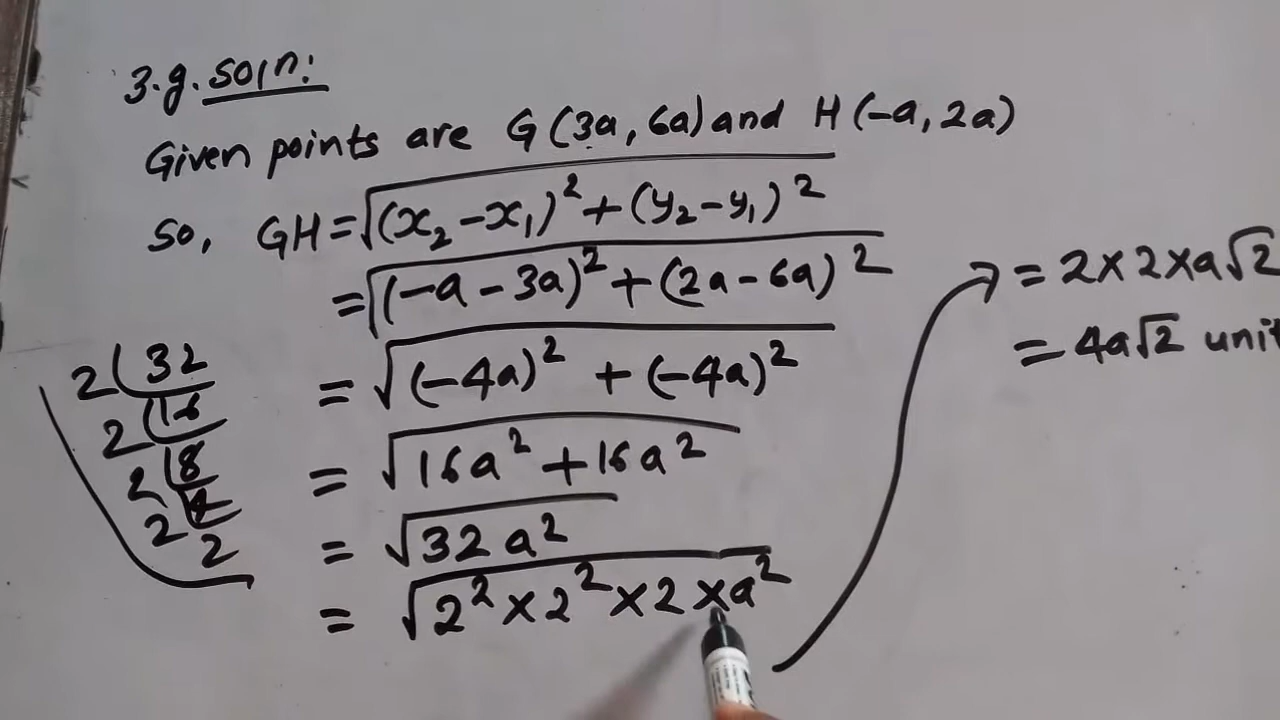 3.g. soln:
Given points are G(3a, 6a) and H(-a, 2a)
So, GH = √(x₂-x₁)² + (y₂-y₁)²
= √(-a-3a)² + (2a-6a)²
= √(-4a)² + (-4a)²
= √16a² + 16a²
= √32a²
= √2² × 2² × 2 × a²
2 32
2 16
2 8
2 4
2
= 2×2×a√2
= 4a√2 unit